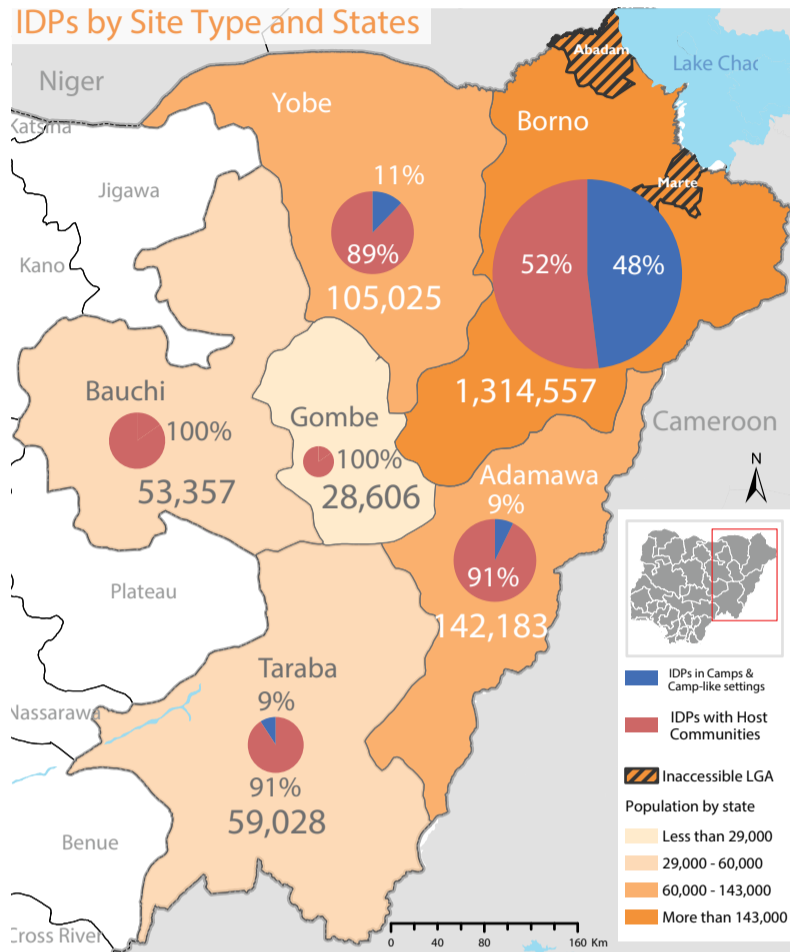 IDPs by Site Type and States
Niger
Katsina
Jigawa
Kano
Yobe
11%
89%
105,025
Abadam
Lake Chad
Borno
Marte
52%
48%
1,314,557
Bauchi
100%
53,357
Gombe
100%
28,606
Cameroon
N
Adamawa
9%
91%
142,183
Plateau
Taraba
9%
91%
59,028
Nassarawa
Benue
Cross River
IDPs in Camps &
Camp-like settings
IDPs with Host
Communities
Inaccessible LGA
Population by state
Less than 29,000
29,000 - 60,000
60,000 - 143,000
More than 143,000
0 40 80 160 Km